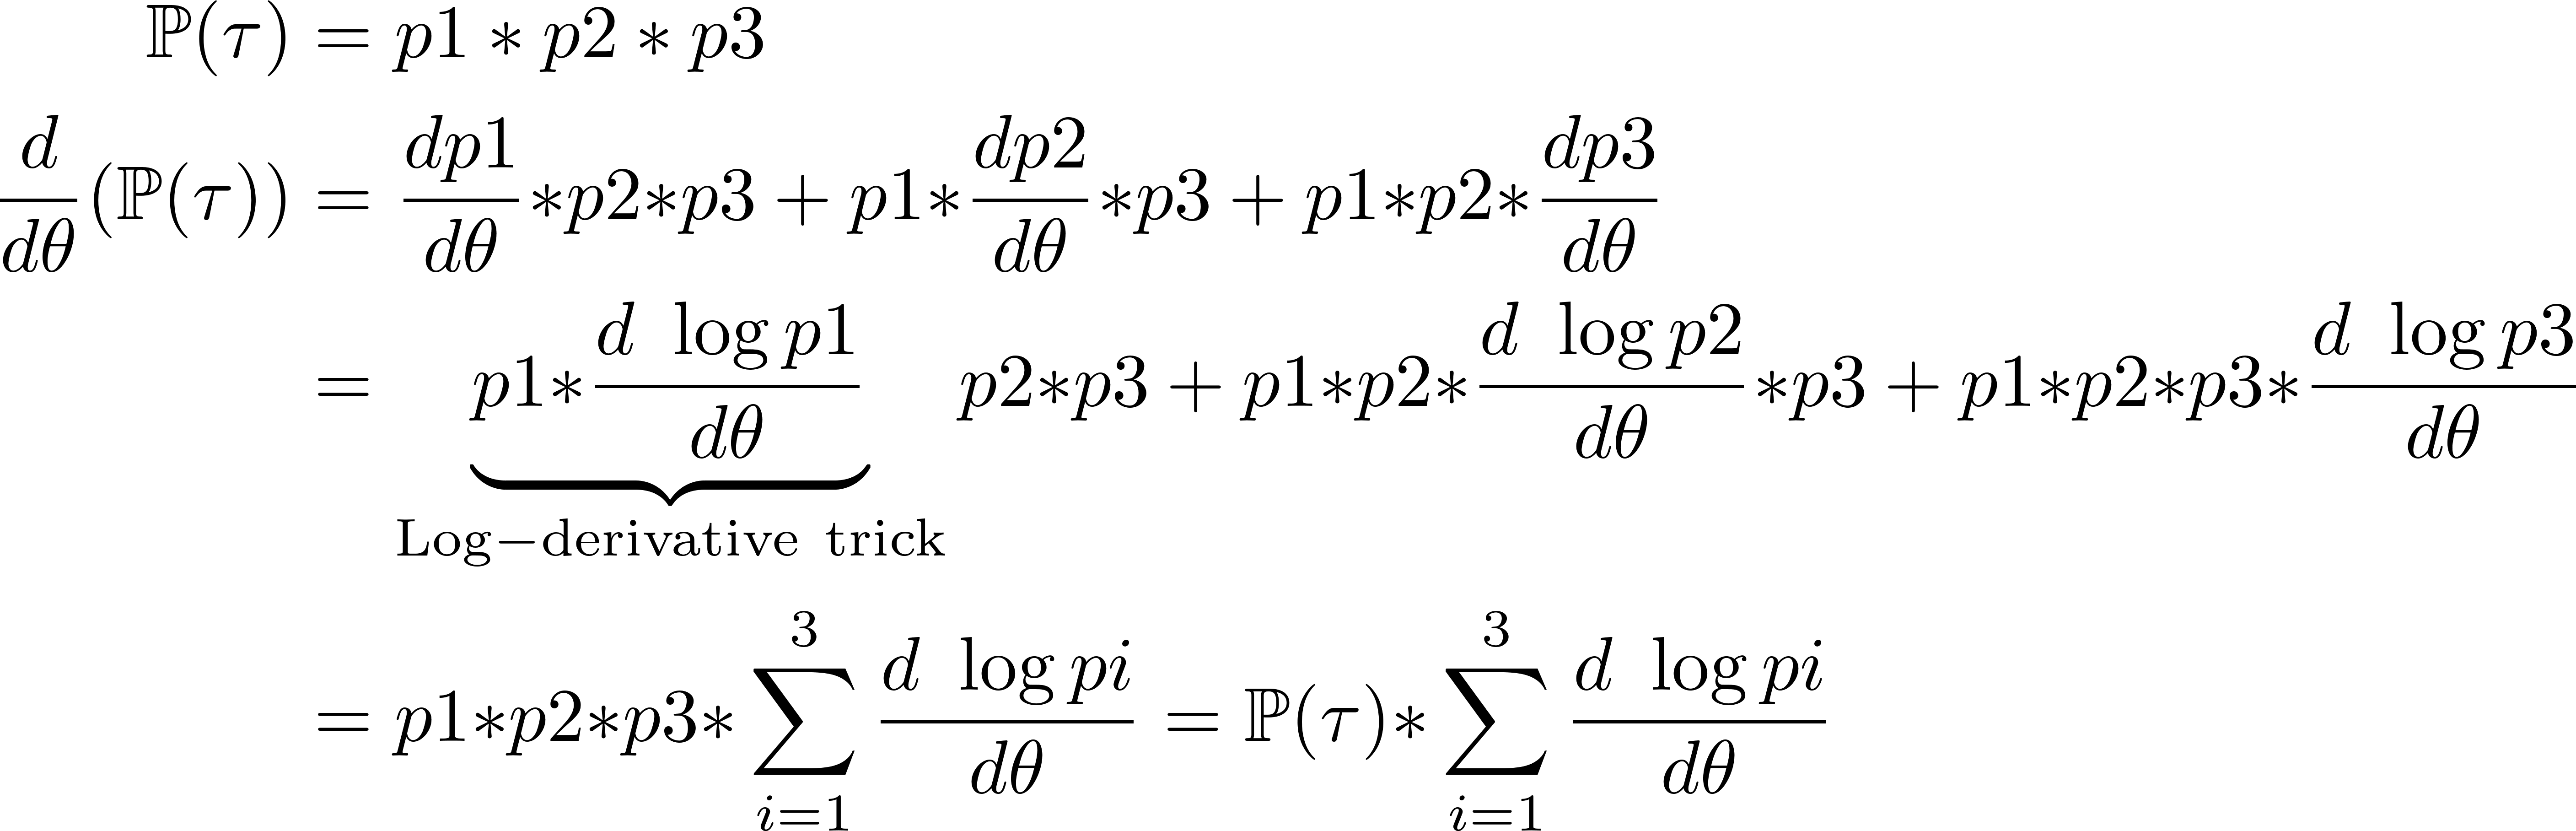 ℙ(τ) = p1 ∗ p2 ∗ p3
d/dθ (ℙ(τ)) = dp1/dθ ∗p2∗p3 + p1∗ dp2/dθ ∗p3 + p1∗p2∗ dp3/dθ
= p1∗ d log p1/dθ p2∗p3 + p1∗p2∗ d log p2/dθ ∗p3 + p1∗p2∗p3∗ d log p3/dθ
Log−derivative trick
= p1∗p2∗p3∗ ∑_{i=1}^{3} d log pi/dθ = ℙ(τ)∗ ∑_{i=1}^{3} d log pi/dθ